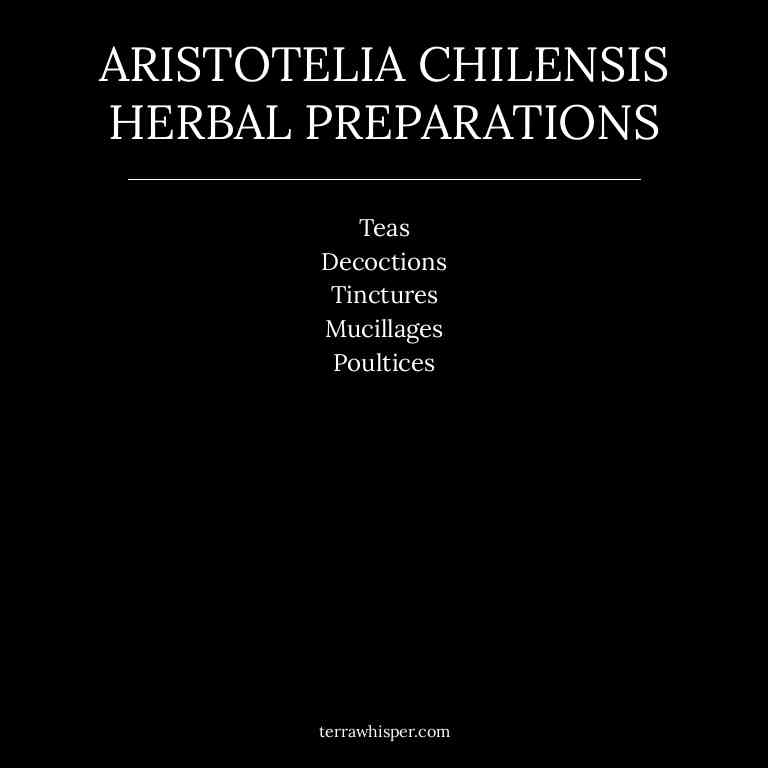 ARISTOTELIA CHILENSIS
HERBAL PREPARATIONS
Teas
Decoctions
Tinctures
Mucillages
Poultices
terrawhisper.com